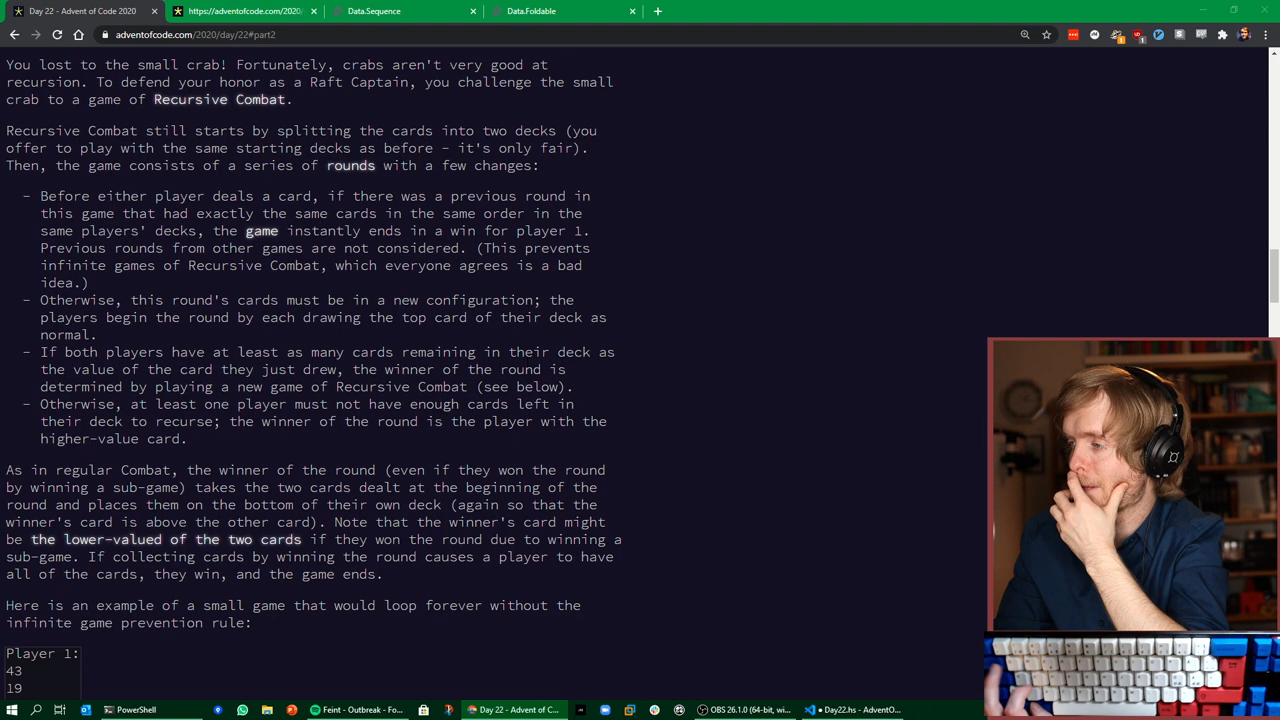 Day 22 - Advent of Code 2020
https://adventofcode.com/2020/
Data.Sequence
Data.Foldable
adventofcode.com/2020/day/22#part2
You lost to the small crab! Fortunately, crabs aren't very good at
recursion. To defend your honor as a Raft Captain, you challenge the small
crab to a game of Recursive Combat.
Recursive Combat still starts by splitting the cards into two decks (you
offer to play with the same starting decks as before - it's only fair).
Then, the game consists of a series of rounds with a few changes:
- Before either player deals a card, if there was a previous round in
this game that had exactly the same cards in the same order in the
same players' decks, the game instantly ends in a win for player 1.
Previous rounds from other games are not considered. (This prevents
infinite games of Recursive Combat, which everyone agrees is a bad
idea.)
- Otherwise, this round's cards must be in a new configuration; the
players begin the round by each drawing the top card of their deck as
normal.
- If both players have at least as many cards remaining in their deck as
the value of the card they just drew, the winner of the round is
determined by playing a new game of Recursive Combat (see below).
- Otherwise, at least one player must not have enough cards left in
their deck to recurse; the winner of the round is the player with the
higher-value card.
As in regular Combat, the winner of the round (even if they won the round
by winning a sub-game) takes the two cards dealt at the beginning of the
round and places them on the bottom of their own deck (again so that the
winner's card is above the other card). Note that the winner's card might
be the lower-valued of the two cards if they won the round due to winning a
sub-game. If collecting cards by winning the round causes a player to have
all of the cards, they win, and the game ends.
Here is an example of a small game that would loop forever without the
infinite game prevention rule:
Player 1:
43
19
PowerShell
Feint - Outbreak - Fo...
Day 22 - Advent of C...
OBS 26.1.0 (64-bit, wi...
● Day22.hs - AdventO...